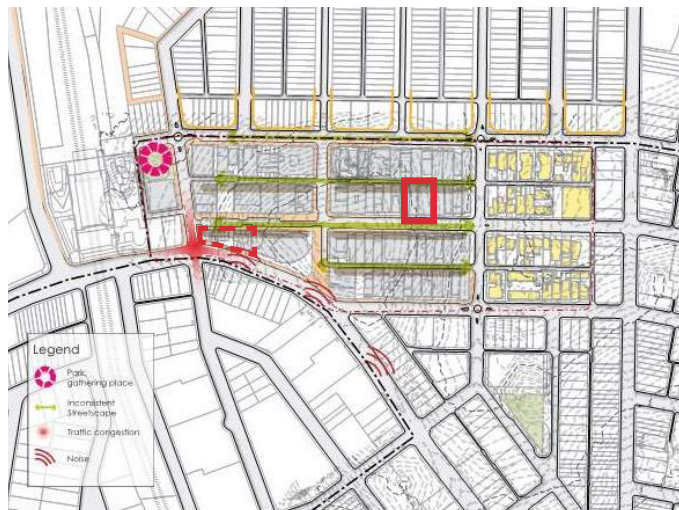 Legend
Park,
gathering place
Inconsistent
Streetscape
Traffic congestion
Noise